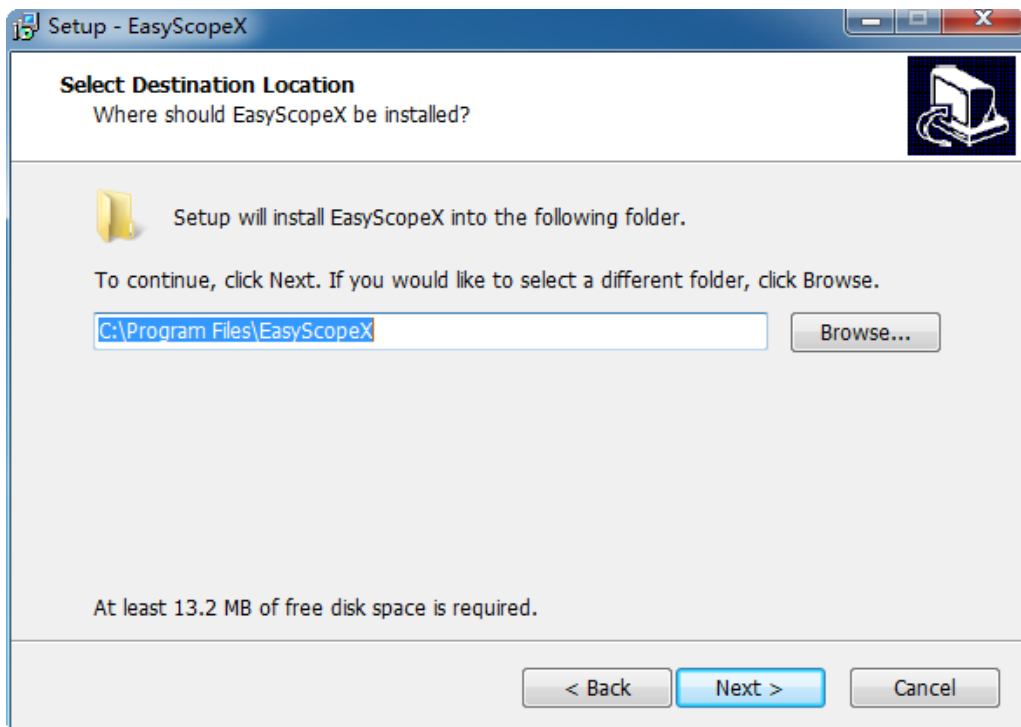 Setup - EasyScopeX
Select Destination Location
Where should EasyScopeX be installed?
Setup will install EasyScopeX into the following folder.
To continue, click Next. If you would like to select a different folder, click Browse.
C:\Program Files\EasyScopeX
Browse...
At least 13.2 MB of free disk space is required.
< Back
Next >
Cancel